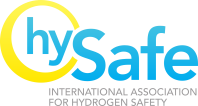 hySafe
INTERNATIONAL ASSOCIATION
FOR HYDROGEN SAFETY